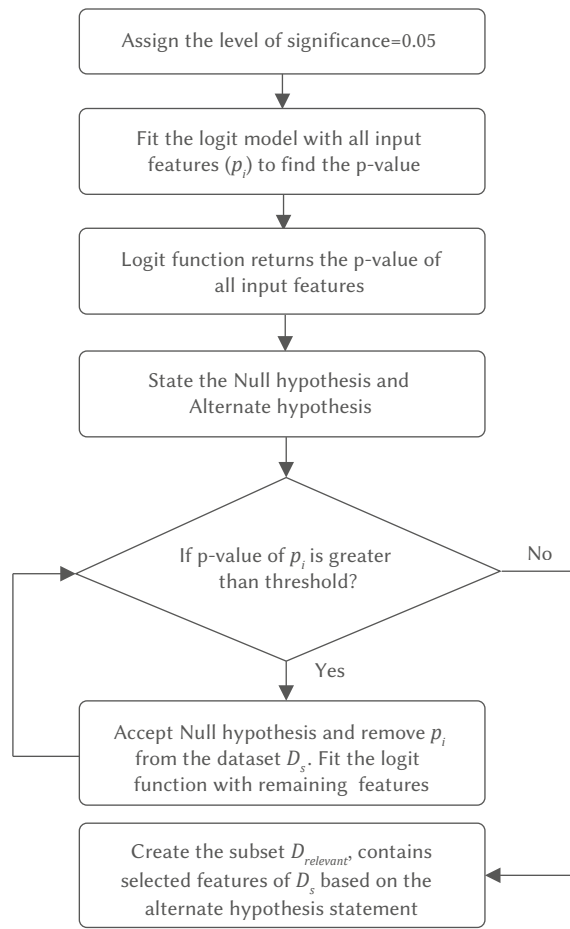 Assign the level of significance=0.05
Fit the logit model with all input
features (pi) to find the p-value
Logit function returns the p-value of
all input features
State the Null hypothesis and
Alternate hypothesis
If p-value of pi is greater
than threshold?
No
Yes
Accept Null hypothesis and remove pi
from the dataset Ds. Fit the logit
function with remaining features
Create the subset Drelevant, contains
selected features of Ds based on the
alternate hypothesis statement